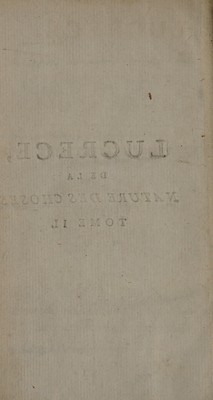 LUCRECE,
DE LA
NATURE DES CHOSES
TOME II.